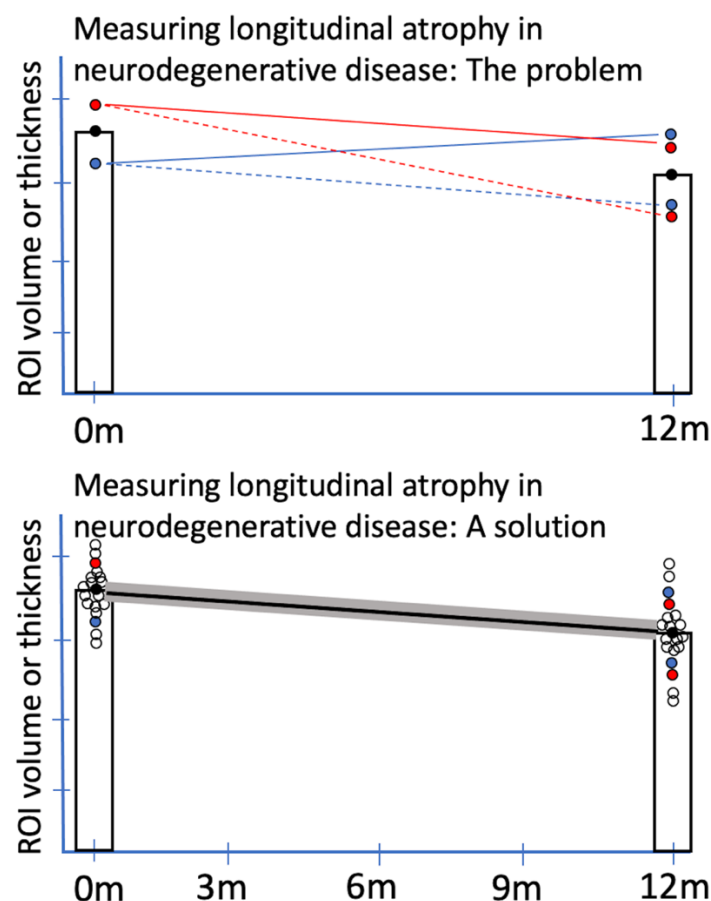 Measuring longitudinal atrophy in
neurodegenerative disease: The problem
ROI volume or thickness
0m
12m
Measuring longitudinal atrophy in
neurodegenerative disease: A solution
ROI volume or thickness
0m
3m
6m
9m
12m